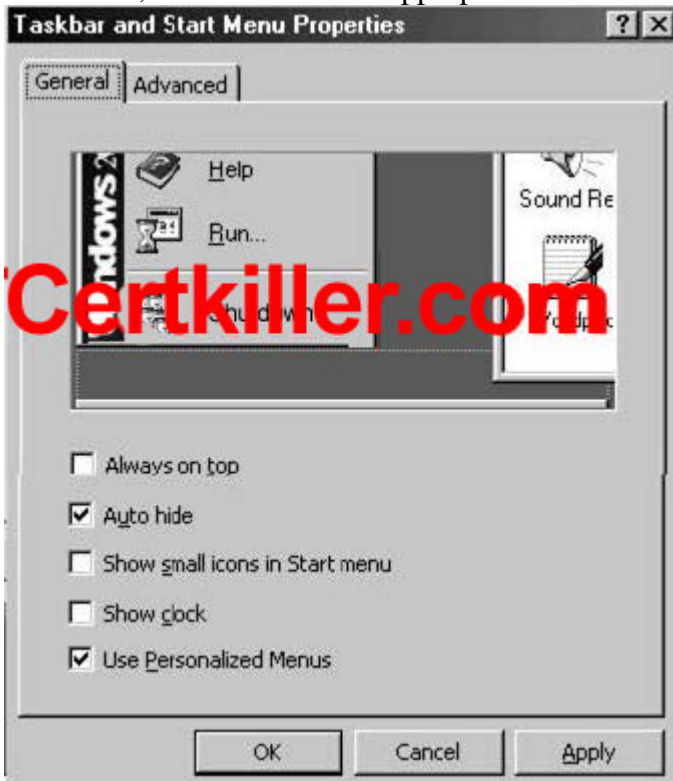 Taskbar and Start Menu Properties
General Advanced
Help
Run...
Sound Re
Certkiller.com
Always on top
Auto hide
Show small icons in Start menu
Show clock
Use Personalized Menus
OK Cancel Apply